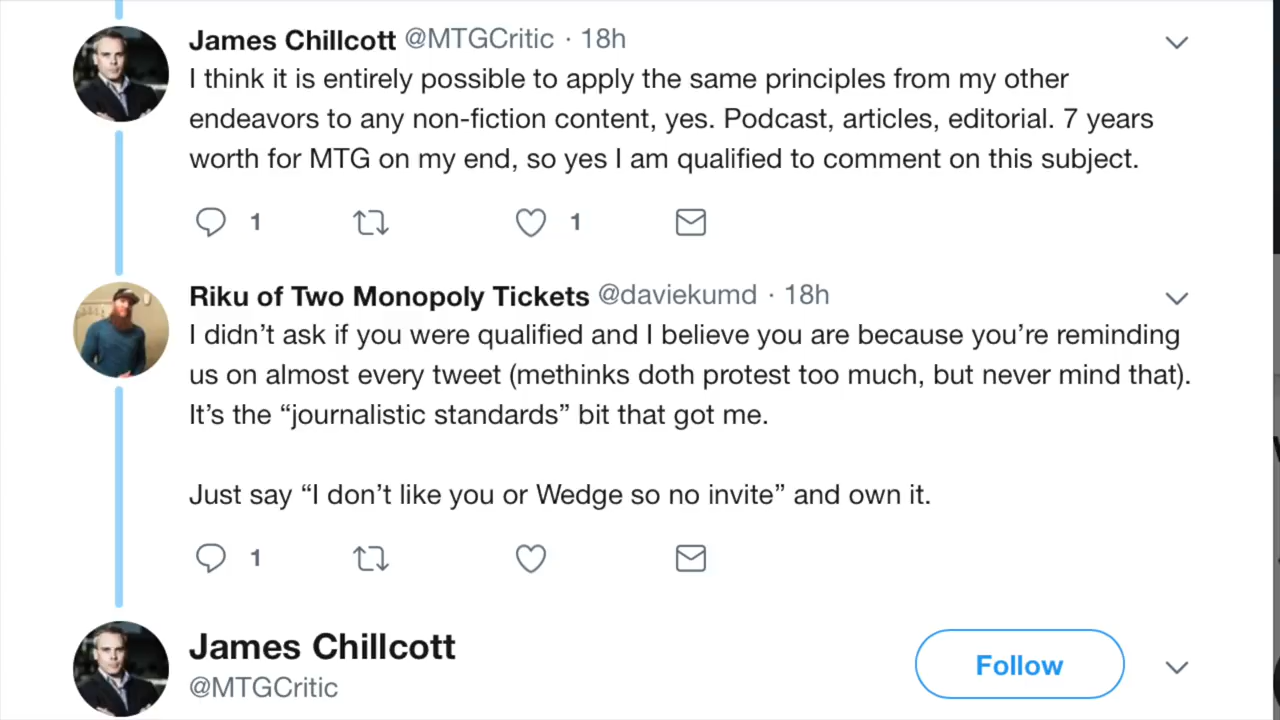 James Chillcott @MTGCritic · 18h
I think it is entirely possible to apply the same principles from my other
endeavors to any non-fiction content, yes. Podcast, articles, editorial. 7 years
worth for MTG on my end, so yes I am qualified to comment on this subject.
1 1
Riku of Two Monopoly Tickets @daviekumd · 18h
I didn’t ask if you were qualified and I believe you are because you’re reminding
us on almost every tweet (methinks doth protest too much, but never mind that).
It’s the “journalistic standards” bit that got me.
Just say “I don’t like you or Wedge so no invite” and own it.
1
James Chillcott
@MTGCritic
Follow